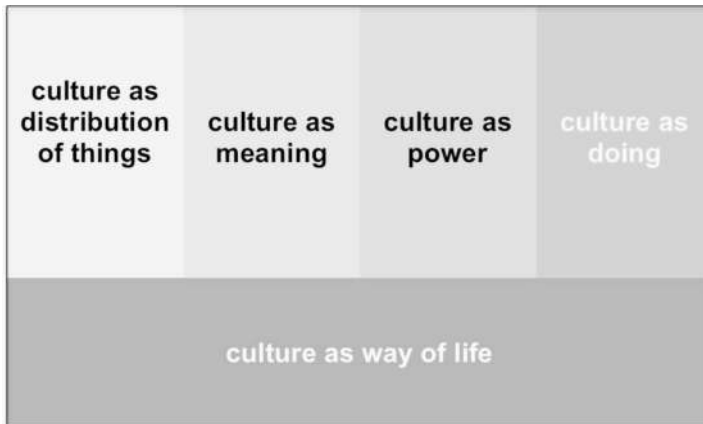 culture as
distribution
of things
culture as
meaning
culture as
power
culture as
doing
culture as way of life